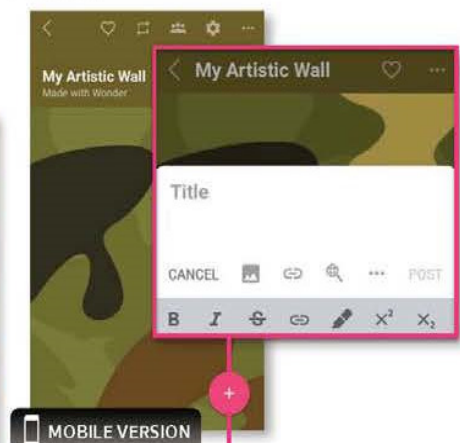 My Artistic Wall
Made with Wonder
My Artistic Wall
Title
CANCEL
POST
B I S X² X₂
+
MOBILE VERSION